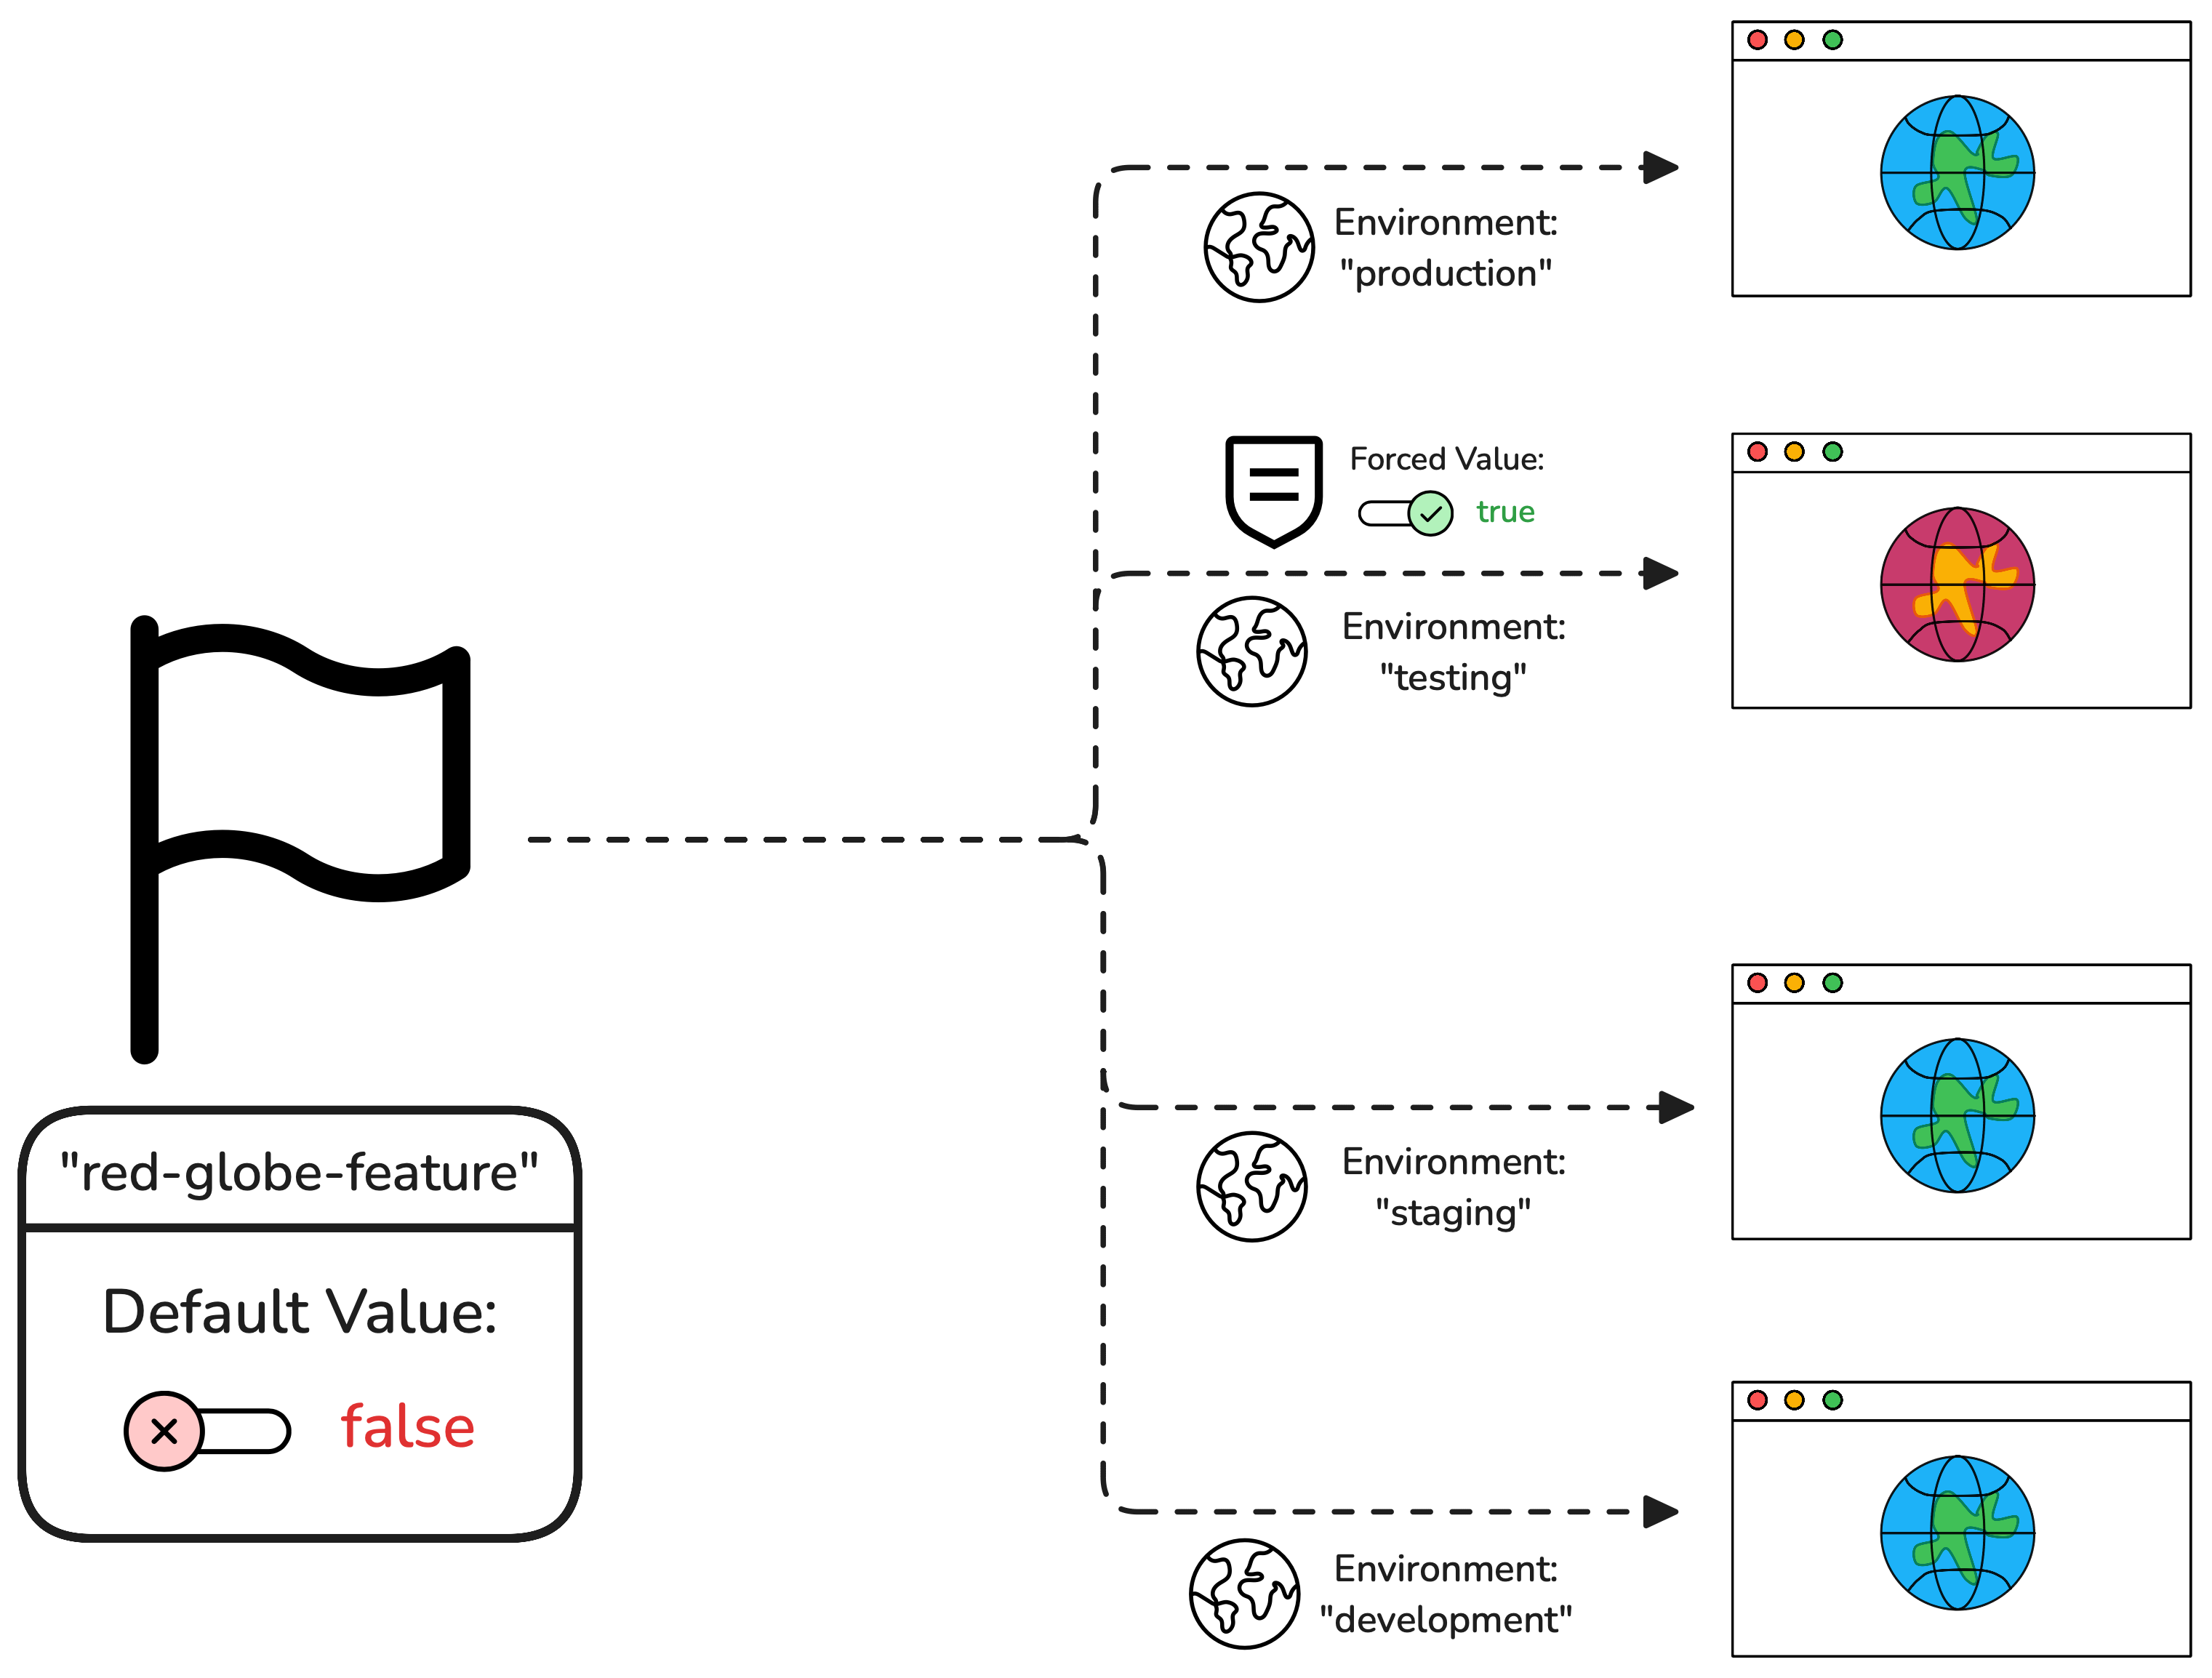 Environment:
"production"
Forced Value:
true
Environment:
"testing"
"red-globe-feature"
Default Value:
false
Environment:
"staging"
Environment:
"development"